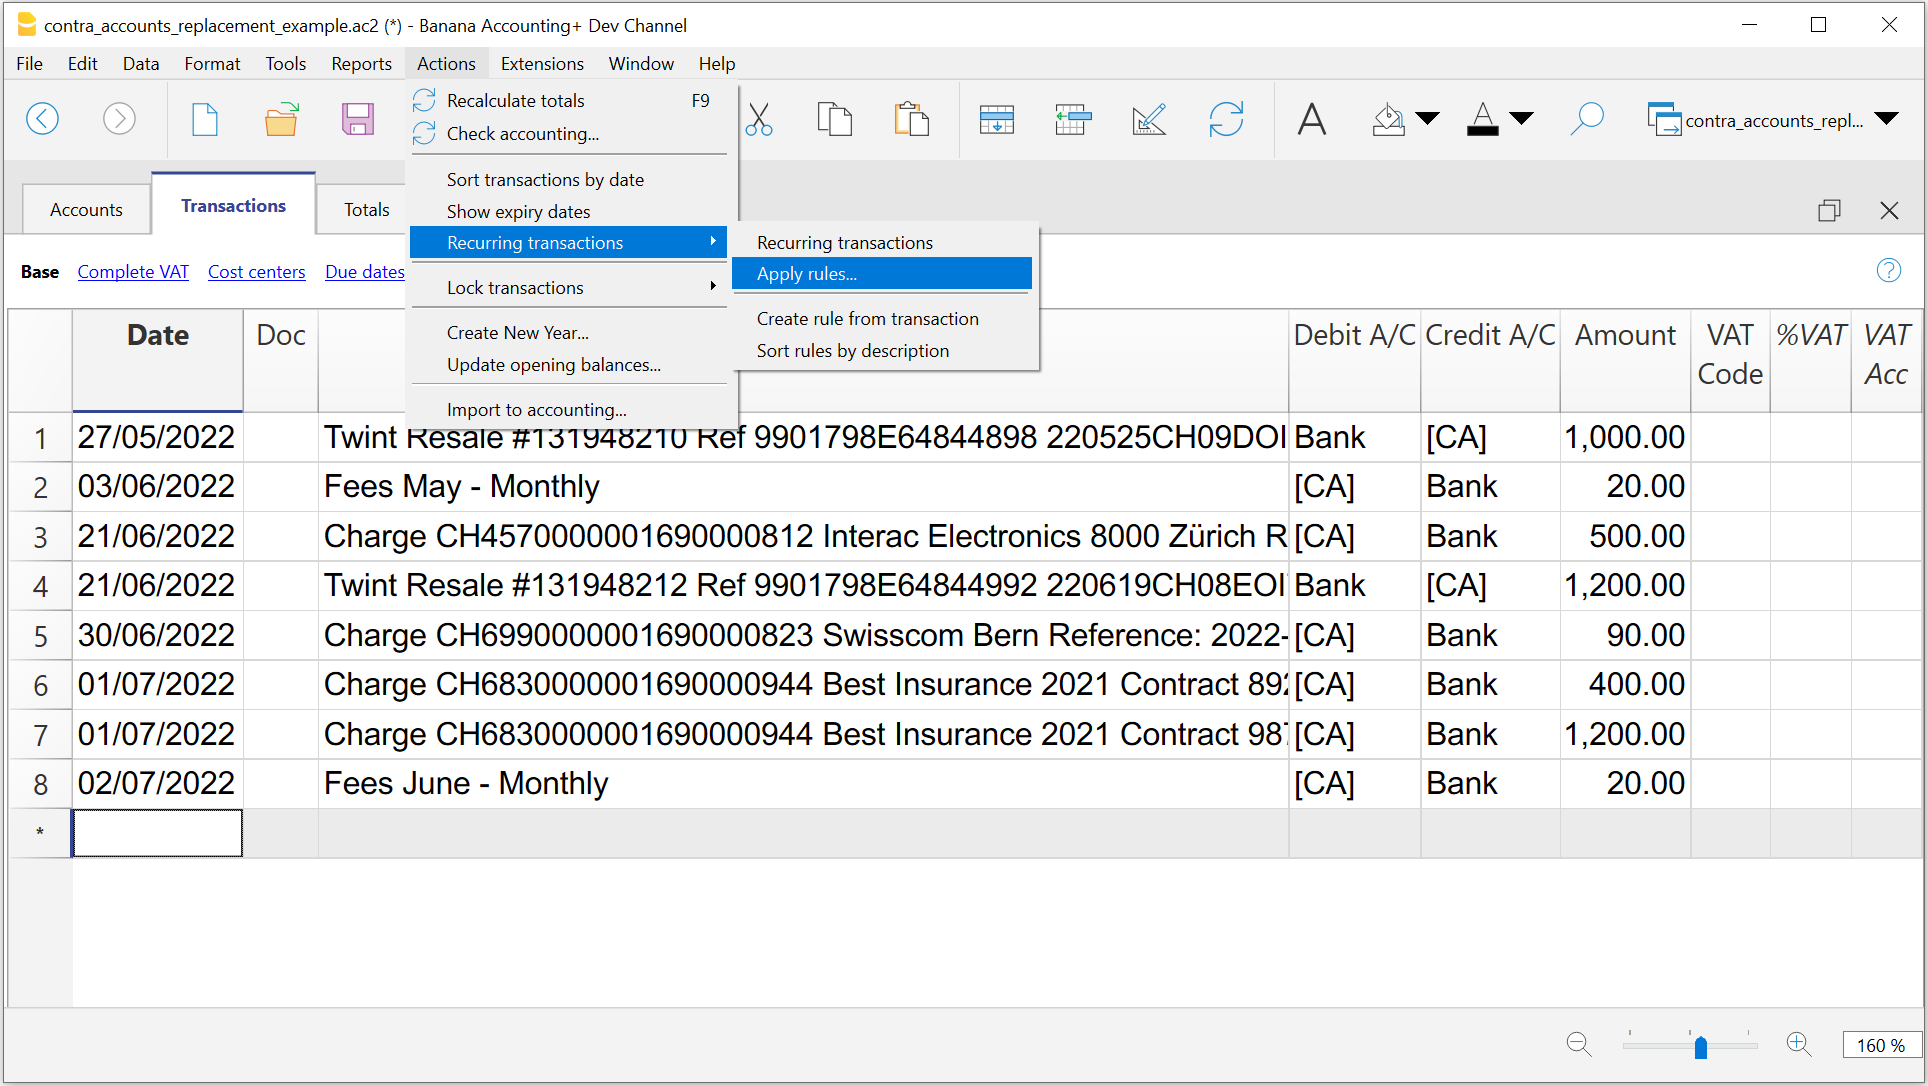 contra_accounts_replacement_example.ac2 (*) - Banana Accounting+ Dev Channel
File Edit Data Format Tools Reports Actions Extensions Window Help
Recalculate totals F9
Check accounting...
contra_accounts_repl...
Sort transactions by date
Show expiry dates
Recurring transactions
Lock transactions
Create New Year...
Update opening balances...
Import to accounting...
Recurring transactions
Apply rules...
Create rule from transaction
Sort rules by description
Accounts Transactions Totals
Base Complete VAT Cost centers Due dates
Date Doc Debit A/C Credit A/C Amount VAT Code %VAT VAT Acc
1 27/05/2022 Twint Resale #131948210 Ref 9901798E64844898 220525CH09DOI Bank [CA] 1,000.00
2 03/06/2022 Fees May - Monthly [CA] Bank 20.00
3 21/06/2022 Charge CH4570000001690000812 Interac Electronics 8000 Zürich R [CA] Bank 500.00
4 21/06/2022 Twint Resale #131948212 Ref 9901798E64844992 220619CH08EOI Bank [CA] 1,200.00
5 30/06/2022 Charge CH6990000001690000823 Swisscom Bern Reference: 2022- [CA] Bank 90.00
6 01/07/2022 Charge CH6830000001690000944 Best Insurance 2021 Contract 892 [CA] Bank 400.00
7 01/07/2022 Charge CH6830000001690000944 Best Insurance 2021 Contract 987 [CA] Bank 1,200.00
8 02/07/2022 Fees June - Monthly [CA] Bank 20.00
*
160 %